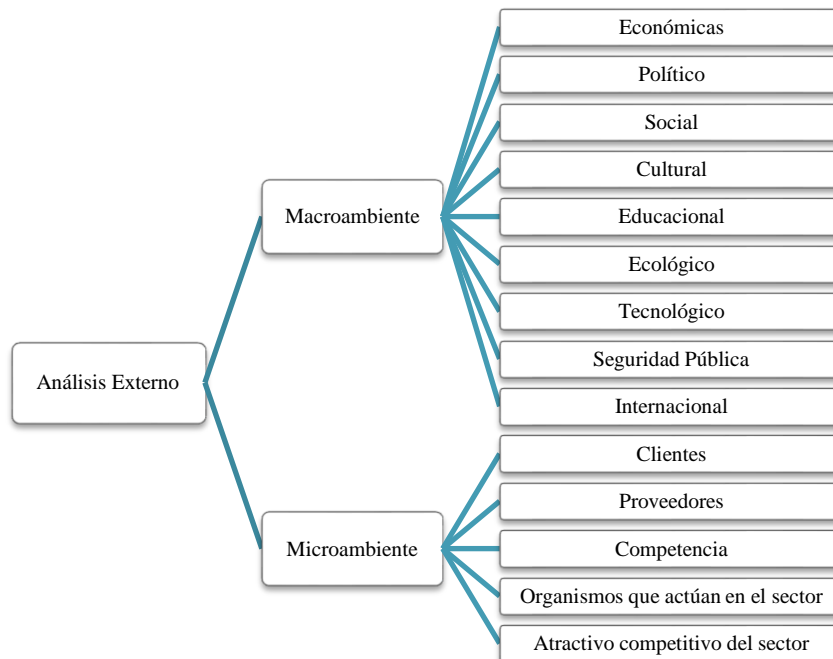 Análisis Externo
Macroambiente
Económicas
Político
Social
Cultural
Educacional
Ecológico
Tecnológico
Seguridad Pública
Internacional
Microambiente
Clientes
Proveedores
Competencia
Organismos que actúan en el sector
Atractivo competitivo del sector